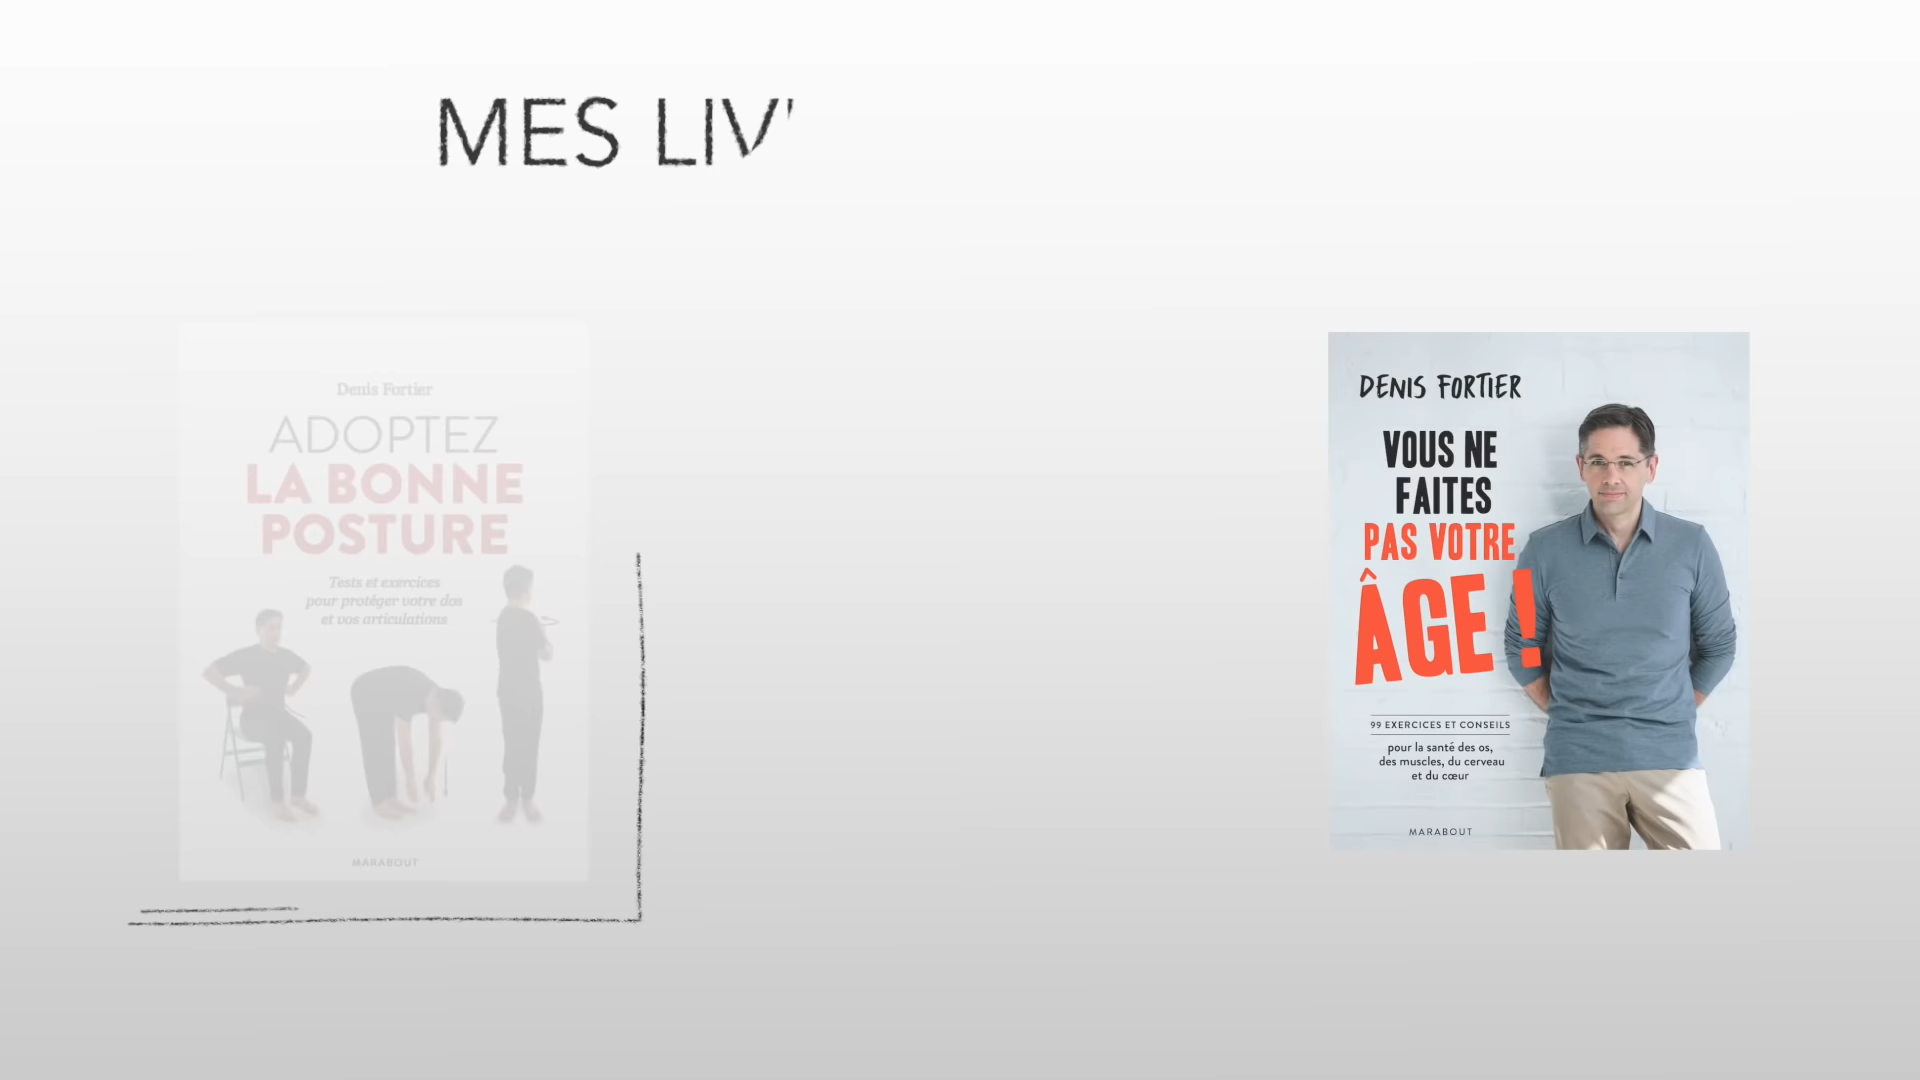 MES LIV
Denis Fortier
ADOPTEZ
LA BONNE
POSTURE
Tests et exercices
pour protéger votre dos
et vos articulations
MARABOUT
DENIS FORTIER
VOUS NE
FAITES
PAS VOTRE
ÂGE !
99 EXERCICES ET CONSEILS
pour la santé des os,
des muscles, du cerveau
et du cœur
MARABOUT